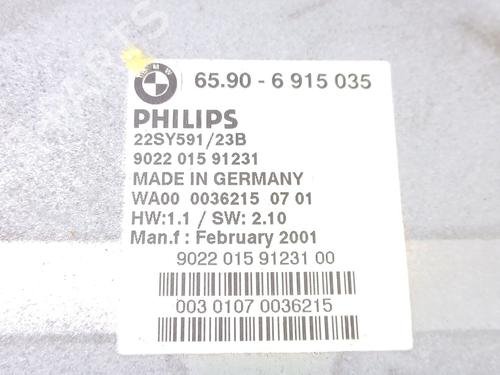 BMW
65.90 - 6 915 035
PHILIPS
22SY591/23B
9022 015 91231
MADE IN GERMANY
WA00 0036215 07 01
HW:1.1 / SW: 2.10
Man.f : February 2001
9022 015 91231 00
003 0107 0036215